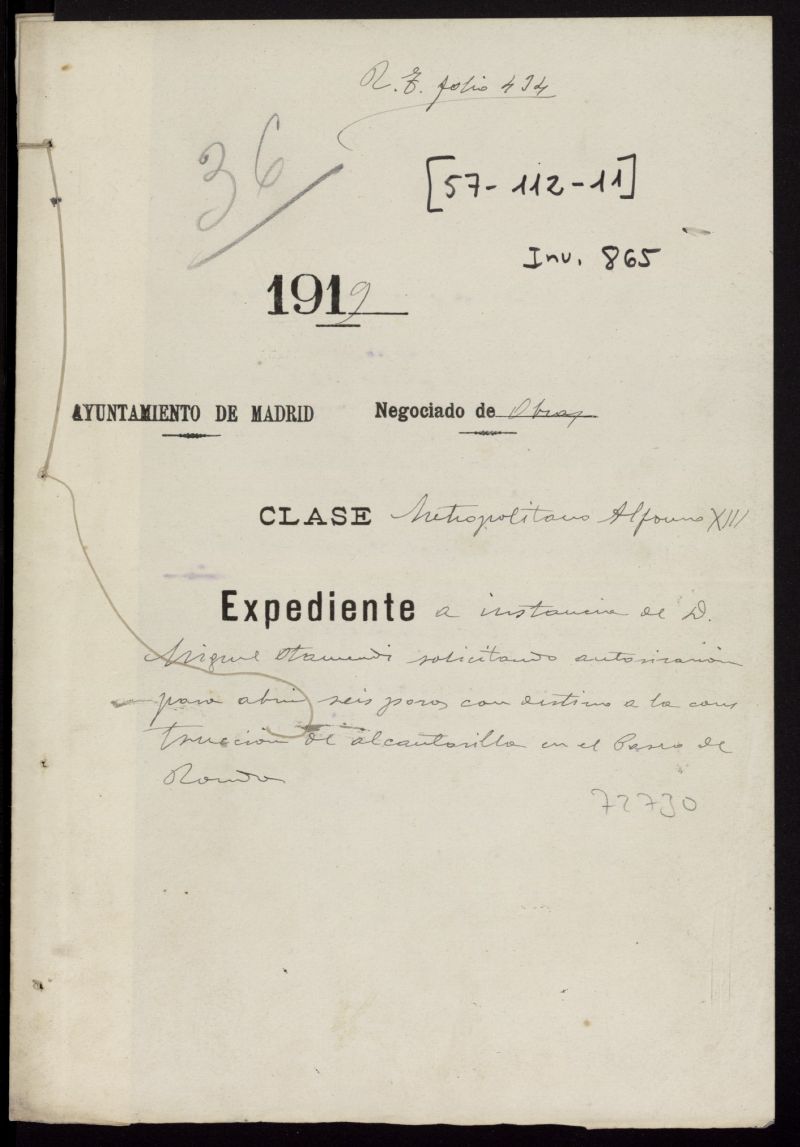 R. E. folio 434
36
[57-112-11]
Inv. 865
1919
AYUNTAMIENTO DE MADRID Negociado de Obras
CLASE Metropolitano Alfonso XIII
Expediente a instancia de D.
Miguel Otamendi solicitando autorización
para abrir seis pozos con destino a la cons
trucción de alcantarilla en el Paseo de
Ronda
72730